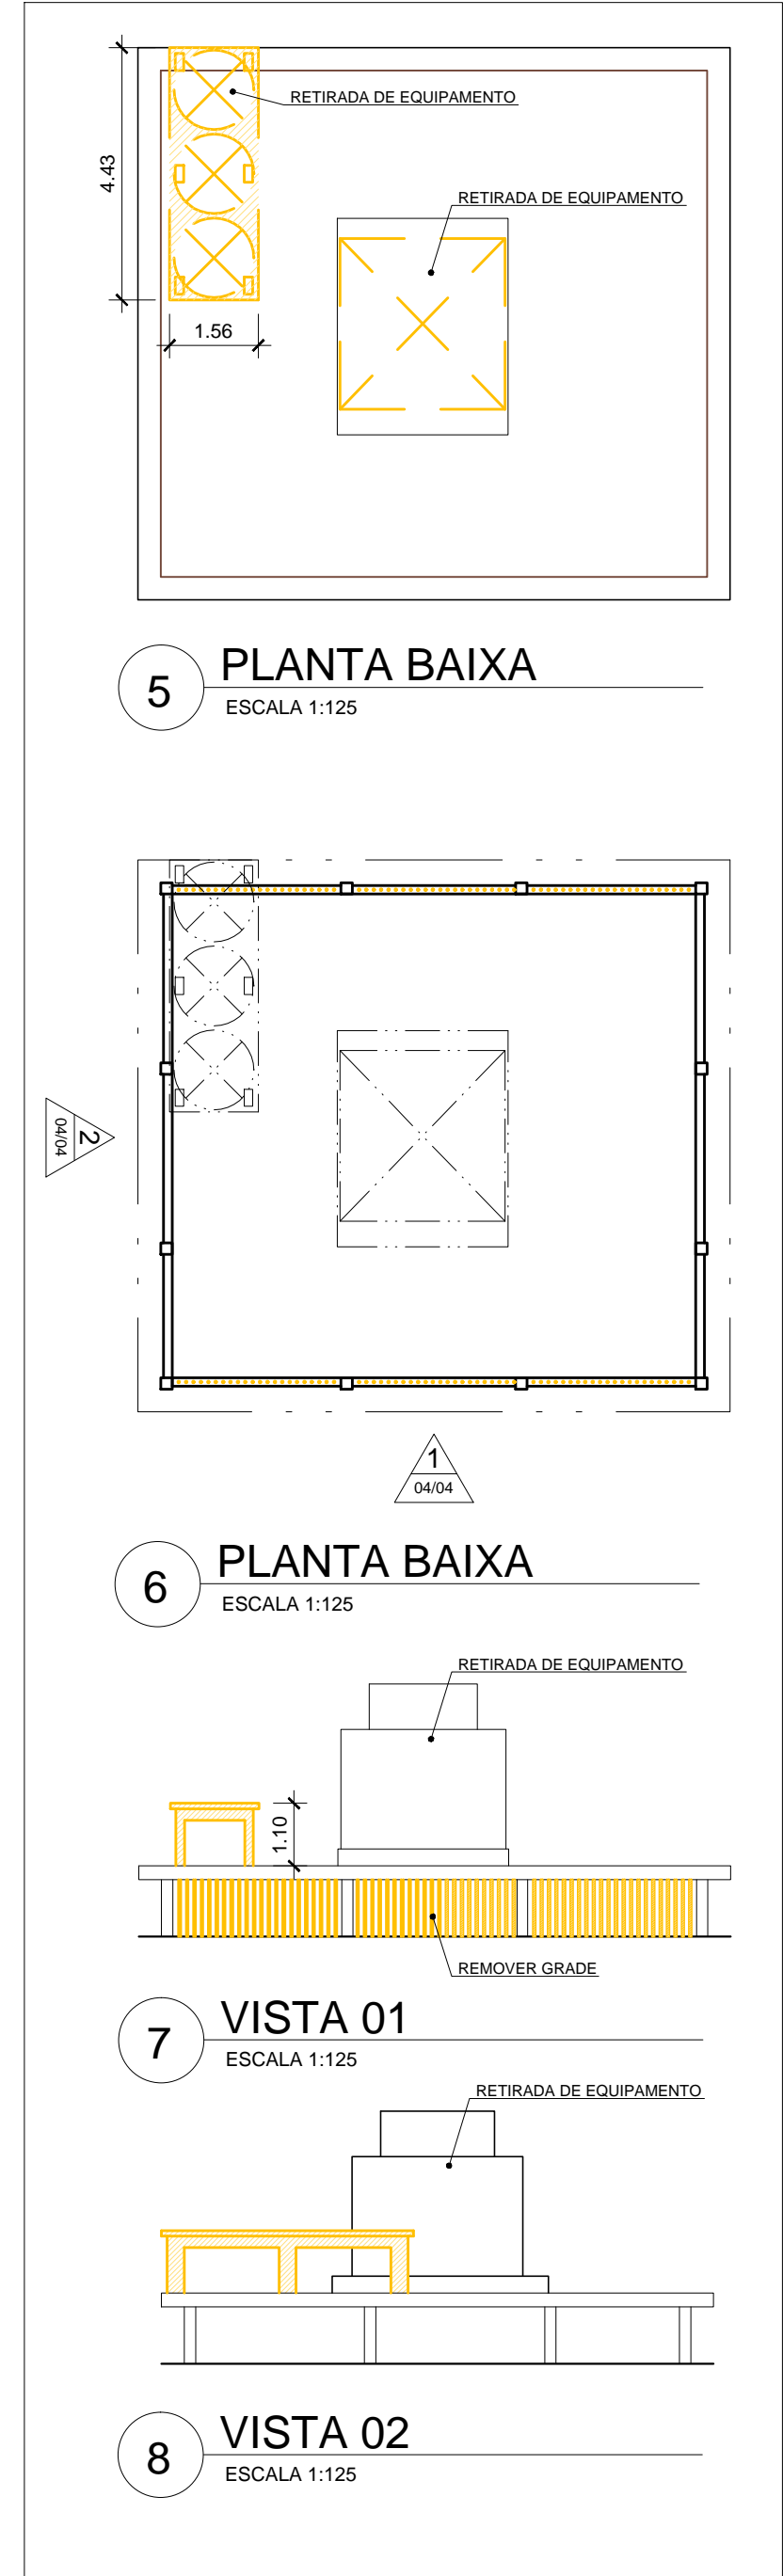 RETIRADA DE EQUIPAMENTO
4.43
RETIRADA DE EQUIPAMENTO
1.56
5
PLANTA BAIXA
ESCALA 1:125
2
04/04
1
04/04
6
PLANTA BAIXA
ESCALA 1:125
RETIRADA DE EQUIPAMENTO
1.10
REMOVER GRADE
7
VISTA 01
ESCALA 1:125
RETIRADA DE EQUIPAMENTO
8
VISTA 02
ESCALA 1:125